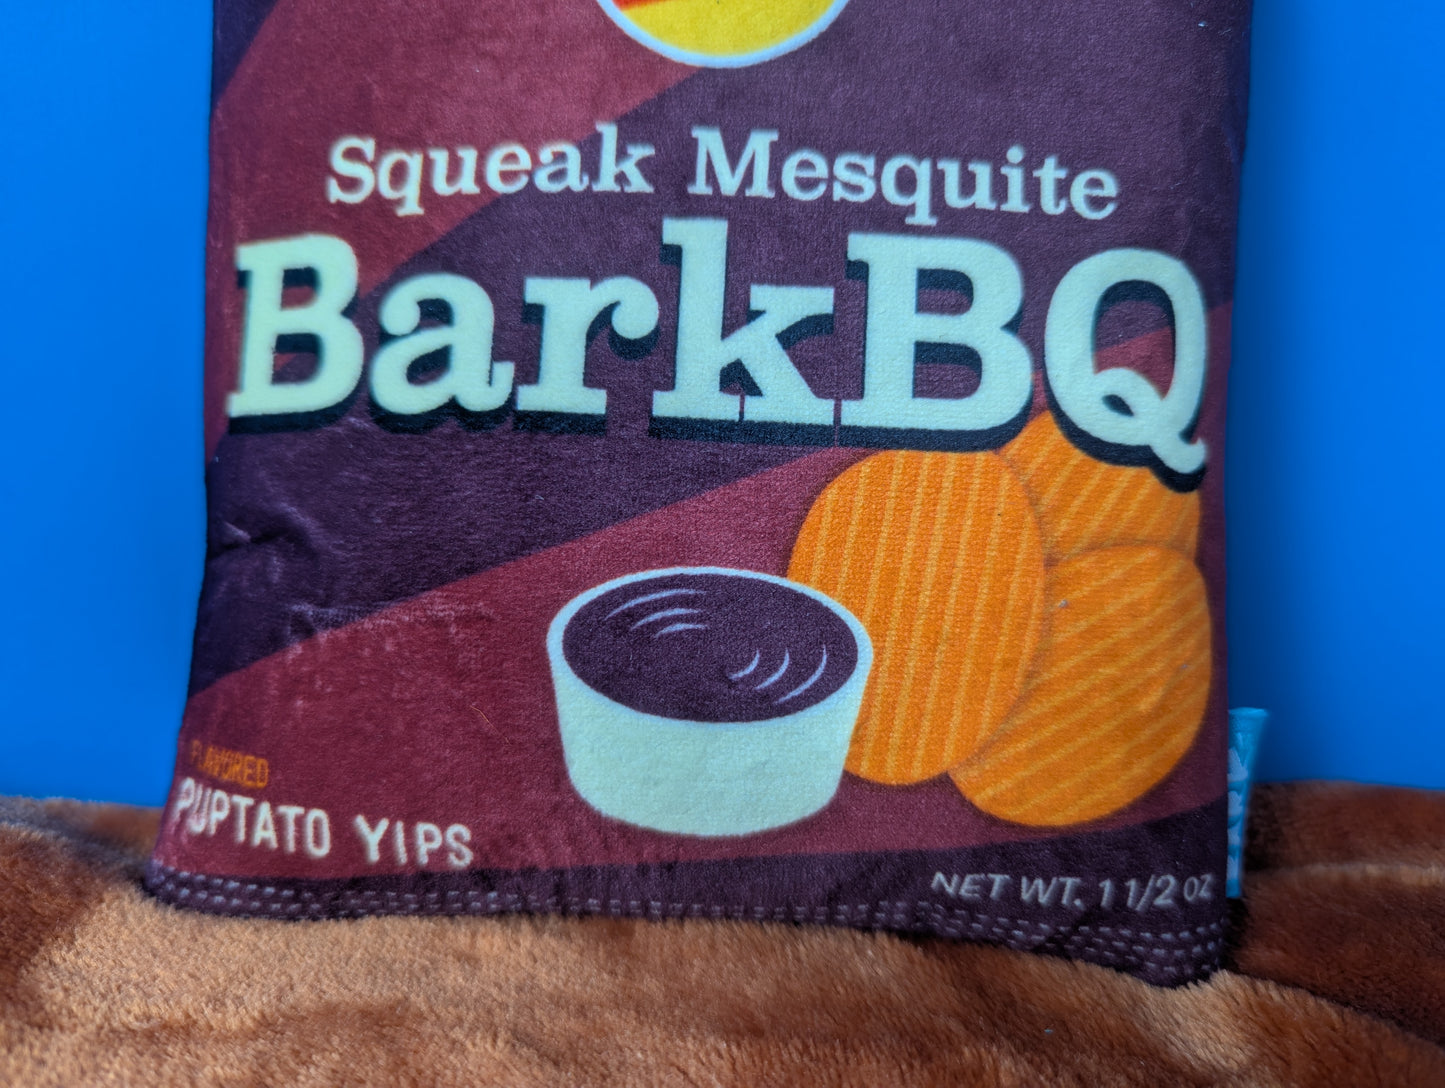 Squeak Mesquite
BarkBQ
FLAVORED
PUPTATO YIPS
NET WT. 1 1/2 OZ